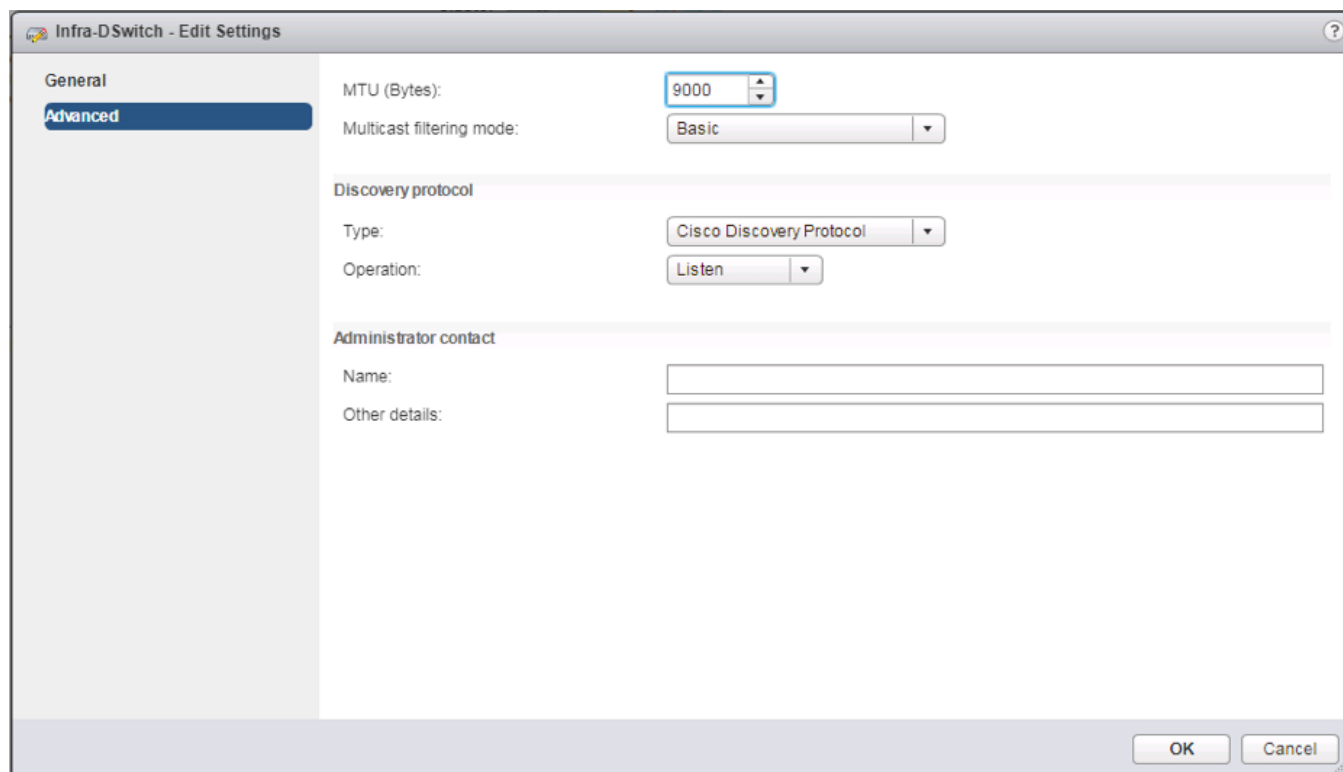 Infra-DSwitch - Edit Settings
?
General
Advanced
MTU (Bytes):
9000
Multicast filtering mode:
Basic
Discovery protocol
Type:
Cisco Discovery Protocol
Operation:
Listen
Administrator contact
Name:
Other details:
OK
Cancel